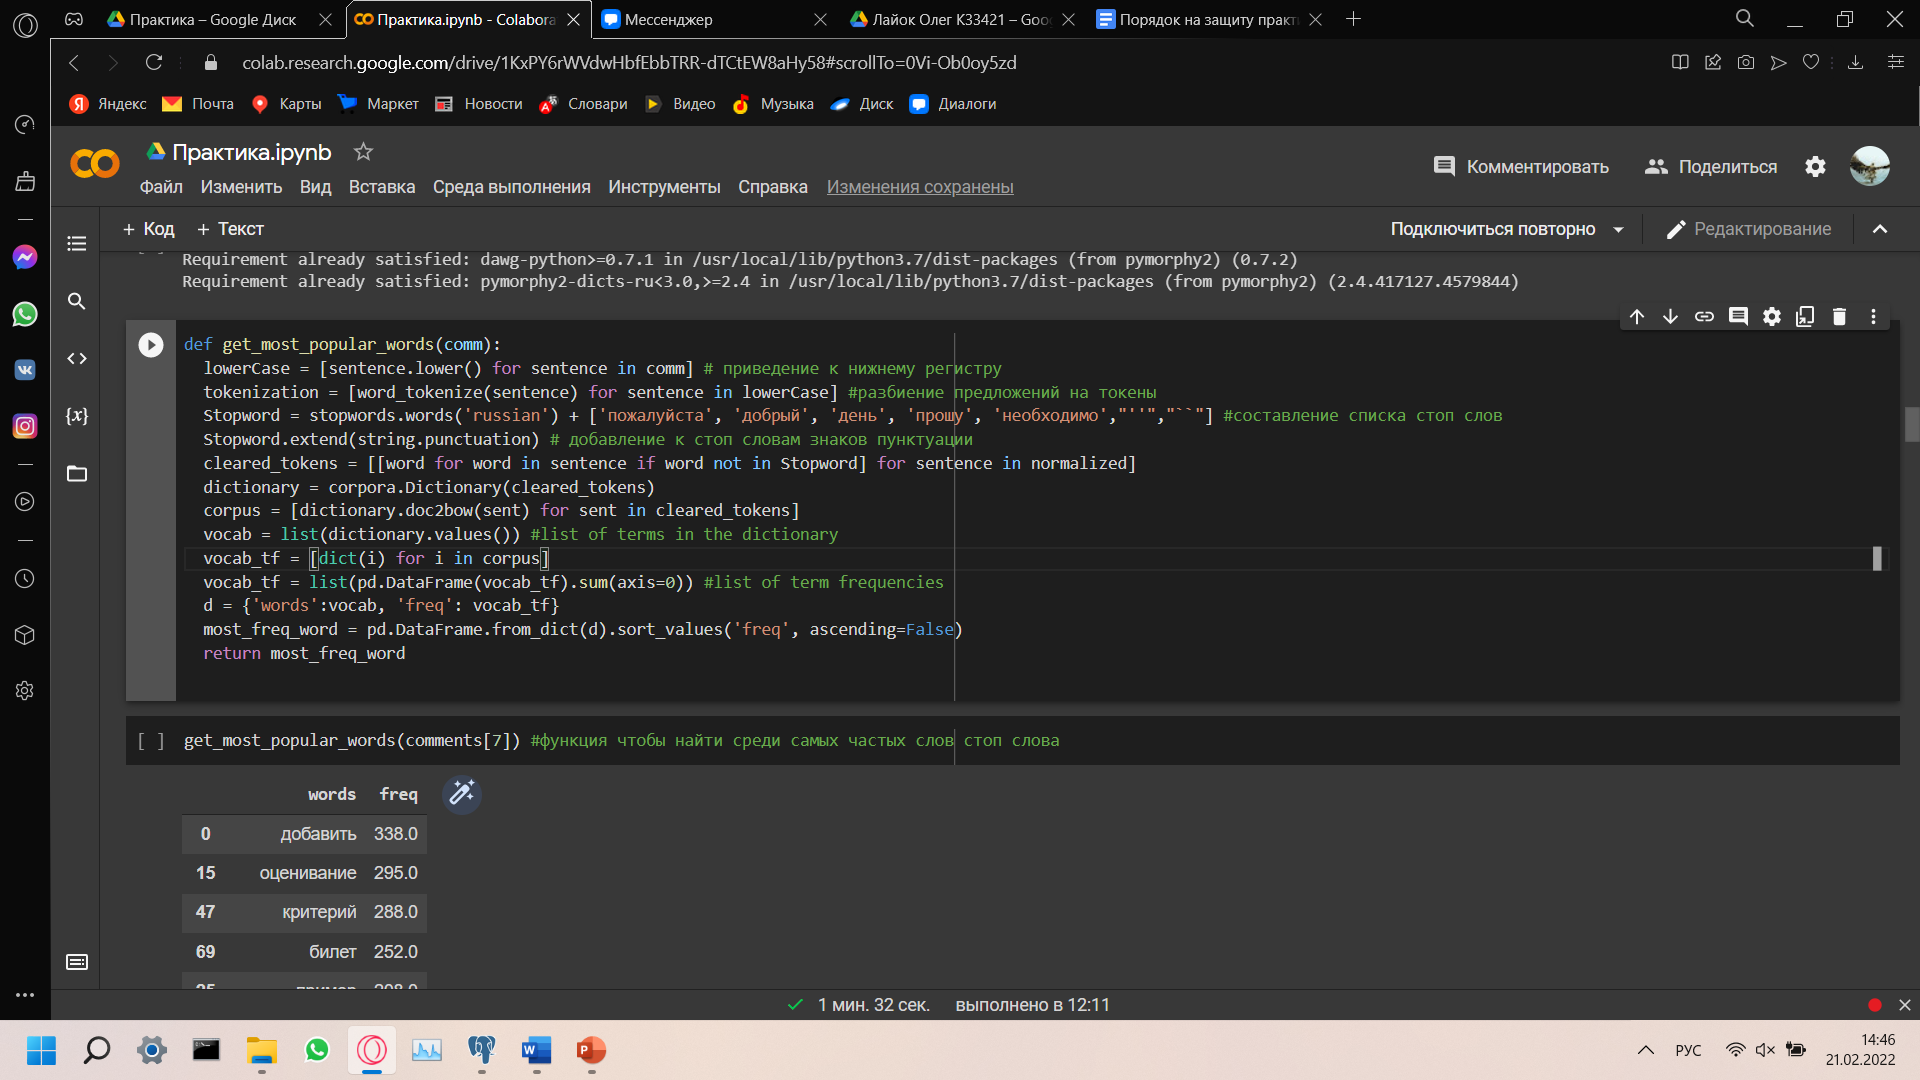 Практика – Google Диск
Практика.ipynb - Colabora
Мессенджер
Лайок Олег К33421 – Goo
Порядок на защиту практ
colab.research.google.com/drive/1KxPY6rWVdwHbfEbbTRR-dTCtEW8aHy58#scrollTo=0Vi-Ob0oy5zd
Яндекс Почта Карты Маркет Новости Словари Видео Музыка Диск Диалоги
Практика.ipynb
Комментировать Поделиться
Файл Изменить Вид Вставка Среда выполнения Инструменты Справка Изменения сохранены
+ Код + Текст
Подключиться повторно Редактирование
Requirement already satisfied: dawg-python>=0.7.1 in /usr/local/lib/python3.7/dist-packages (from pymorphy2) (0.7.2)
Requirement already satisfied: pymorphy2-dicts-ru<3.0,>=2.4 in /usr/local/lib/python3.7/dist-packages (from pymorphy2) (2.4.417127.4579844)
def get_most_popular_words(comm):
lowerCase = [sentence.lower() for sentence in comm] # приведение к нижнему регистру
tokenization = [word_tokenize(sentence) for sentence in lowerCase] #разбиение предложений на токены
Stopword = stopwords.words('russian') + ['пожалуйста', 'добрый', 'день', 'прошу', 'необходимо',"''","``"] #составление списка стоп слов
Stopword.extend(string.punctuation) # добавление к стоп словам знаков пунктуации
cleared_tokens = [[word for word in sentence if word not in Stopword] for sentence in normalized]
dictionary = corpora.Dictionary(cleared_tokens)
corpus = [dictionary.doc2bow(sent) for sent in cleared_tokens]
vocab = list(dictionary.values()) #list of terms in the dictionary
vocab_tf = [dict(i) for i in corpus]
vocab_tf = list(pd.DataFrame(vocab_tf).sum(axis=0)) #list of term frequencies
d = {'words':vocab, 'freq': vocab_tf}
most_freq_word = pd.DataFrame.from_dict(d).sort_values('freq', ascending=False)
return most_freq_word
[ ] get_most_popular_words(comments[7]) #функция чтобы найти среди самых частых слов стоп слова
words freq
0 добавить 338.0
15 оценивание 295.0
47 критерий 288.0
69 билет 252.0
1 мин. 32 сек. выполнено в 12:11
РУС
14:46
21.02.2022